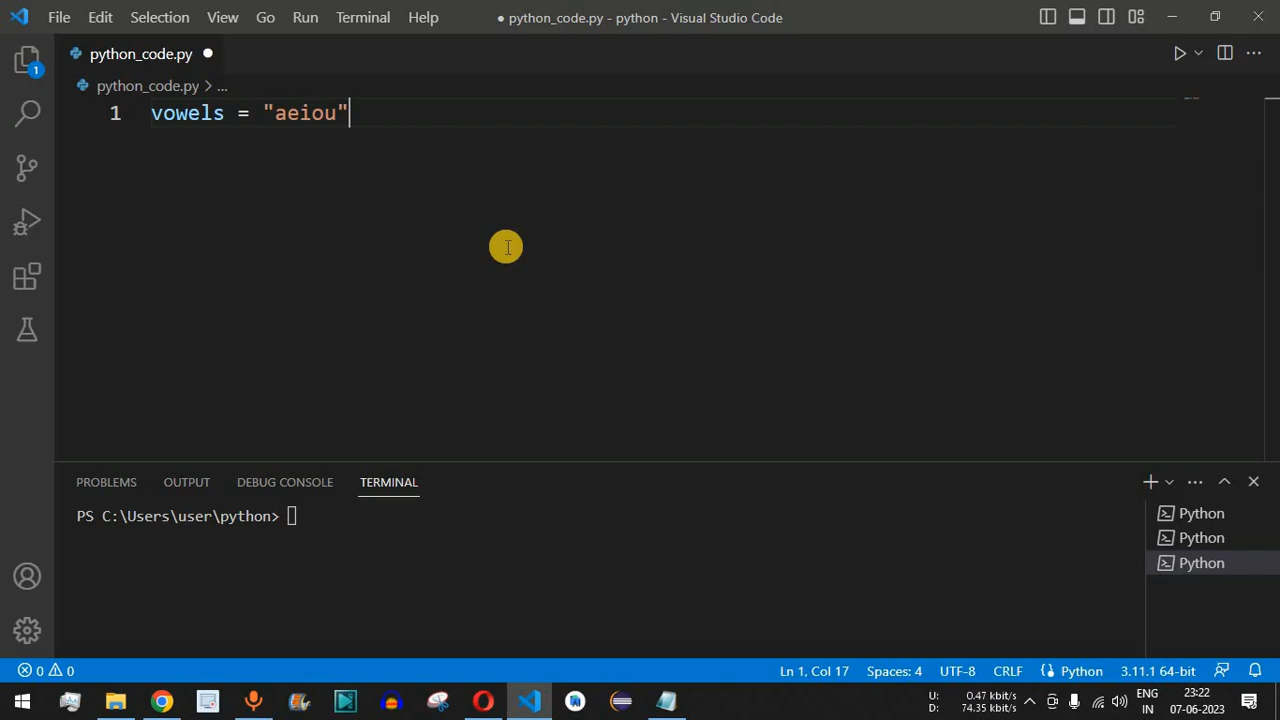 File Edit Selection View Go Run Terminal Help ● python_code.py - python - Visual Studio Code
python_code.py ●
python_code.py > ...
1 vowels = "aeiou"
1
PROBLEMS OUTPUT DEBUG CONSOLE TERMINAL
PS C:\Users\user\python>
Python
Python
Python
0 0 Ln 1, Col 17 Spaces: 4 UTF-8 CRLF Python 3.11.1 64-bit
U: 0.47 kbit/s ENG 23:22
D: 74.35 kbit/s IN 07-06-2023